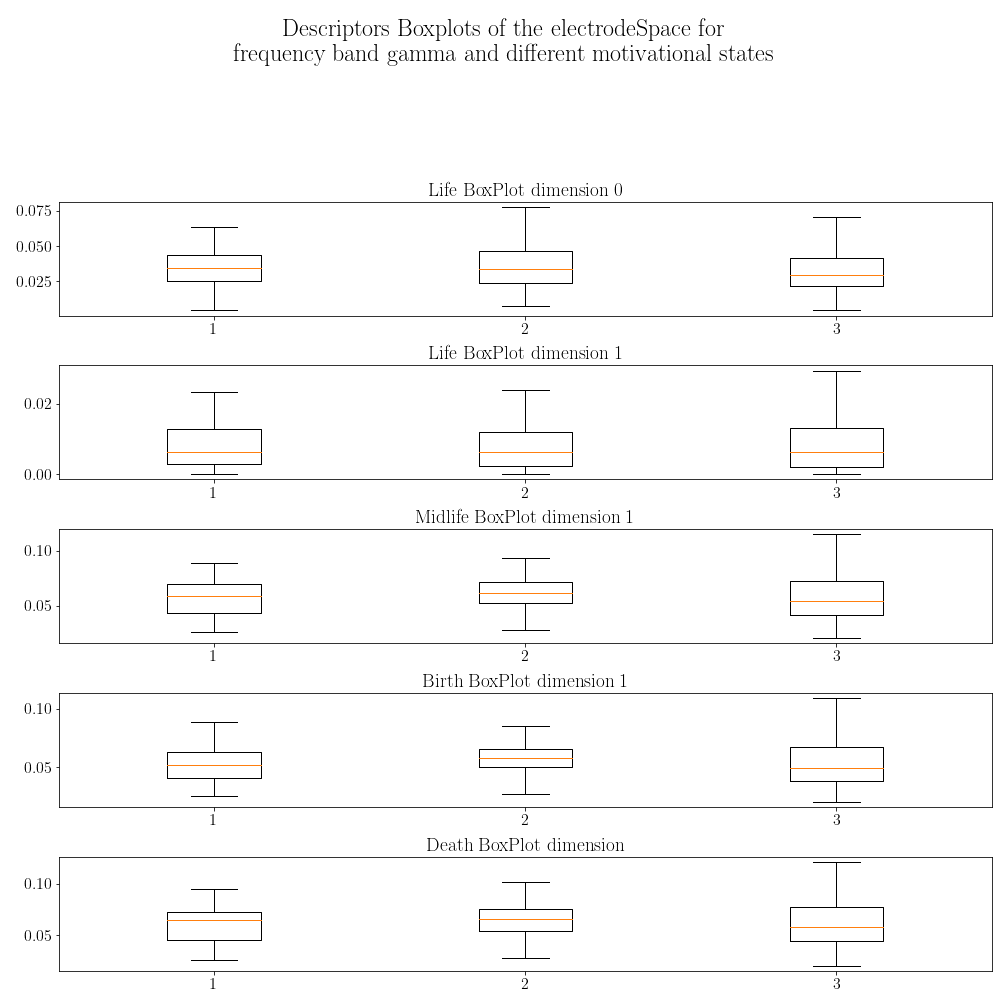 Descriptors Boxplots of the electrodeSpace for
frequency band gamma and different motivational states
Life BoxPlot dimension 0
0.075
0.050
0.025
1 2 3
Life BoxPlot dimension 1
0.02
0.00
1 2 3
Midlife BoxPlot dimension 1
0.10
0.05
1 2 3
Birth BoxPlot dimension 1
0.10
0.05
1 2 3
Death BoxPlot dimension
0.10
0.05
1 2 3